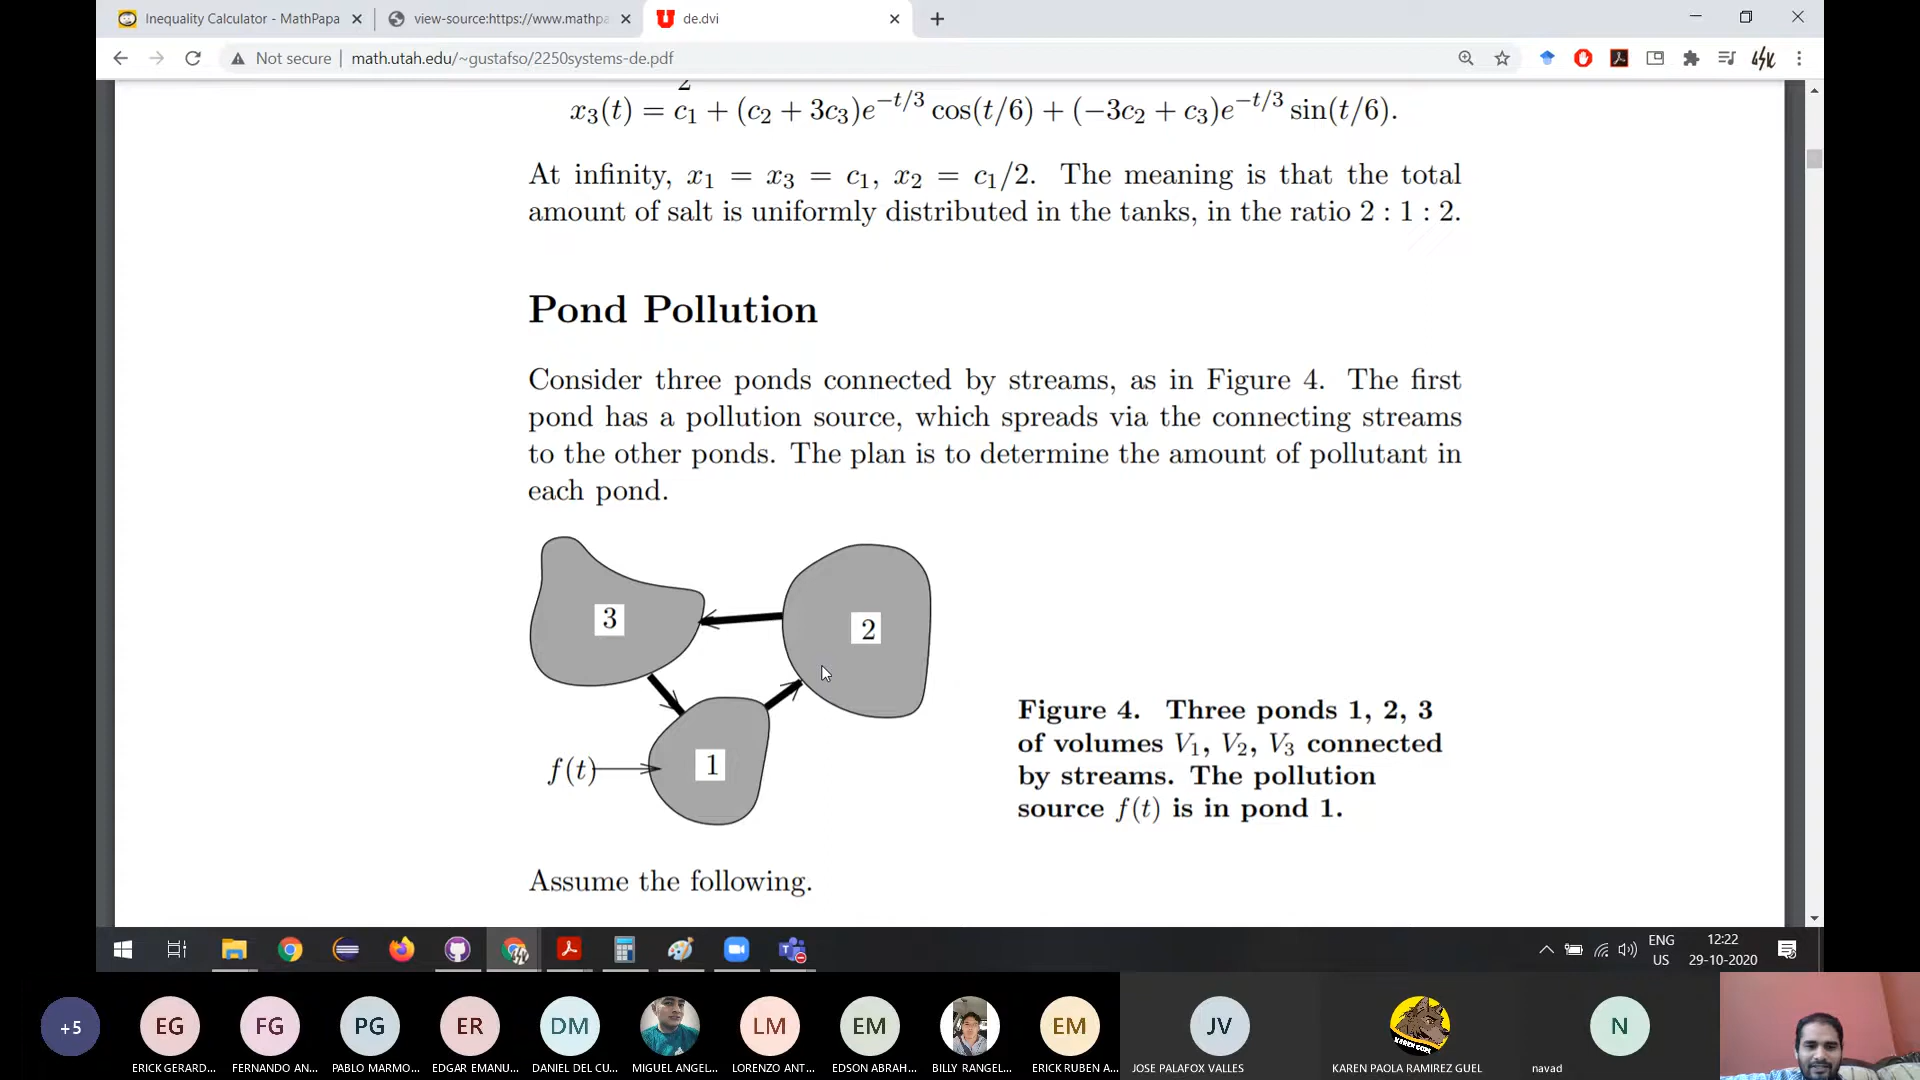 Inequality Calculator - MathPapa
view-source:https://www.mathpa
de.dvi
Not secure | math.utah.edu/~gustafso/2250systems-de.pdf
2
x₃(t) = c₁ + (c₂ + 3c₃)e^{−t/3} cos(t/6) + (−3c₂ + c₃)e^{−t/3} sin(t/6).
At infinity, x₁ = x₃ = c₁, x₂ = c₁/2. The meaning is that the total
amount of salt is uniformly distributed in the tanks, in the ratio 2 : 1 : 2.
Pond Pollution
Consider three ponds connected by streams, as in Figure 4. The first
pond has a pollution source, which spreads via the connecting streams
to the other ponds. The plan is to determine the amount of pollutant in
each pond.
3
2
1
f(t)
Figure 4. Three ponds 1, 2, 3
of volumes V₁, V₂, V₃ connected
by streams. The pollution
source f(t) is in pond 1.
Assume the following.
ENG
US
12:22
29-10-2020
+5
EG
FG
PG
ER
DM
LM
EM
EM
JV
KAREN GUEL
N
ERICK GERARD...
FERNANDO AN...
PABLO MARMO...
EDGAR EMANU...
DANIEL DEL CU...
MIGUEL ANGEL...
LORENZO ANT...
EDSON ABRAH...
BILLY RANGEL...
ERICK RUBEN A...
JOSE PALAFOX VALLES
KAREN PAOLA RAMIREZ GUEL
navad